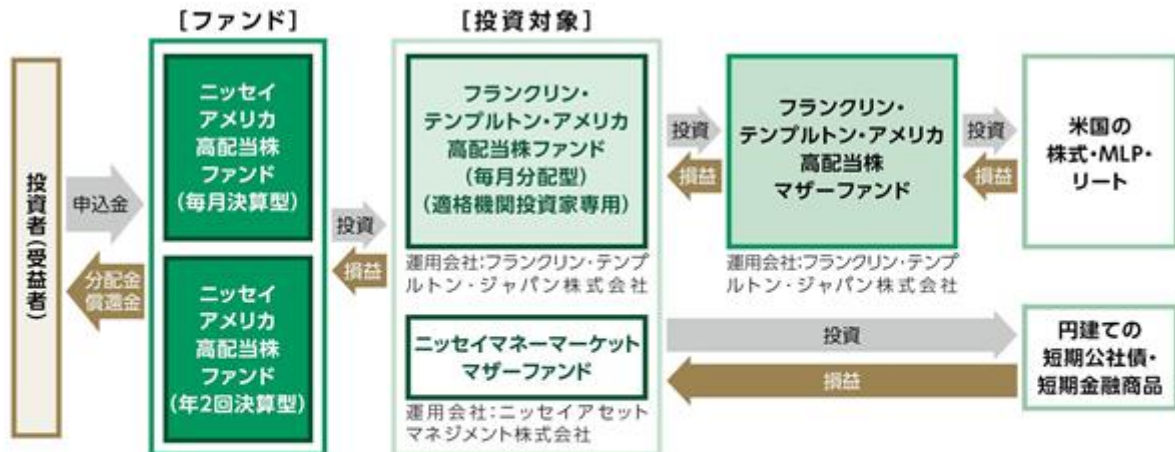 [ファンド]
[投資対象]
投資者(受益者)
申込金
分配金
償還金
ニッセイ
アメリカ
高配当株
ファンド
(毎月決算型)
ニッセイ
アメリカ
高配当株
ファンド
(年2回決算型)
投資
損益
フランクリン・
テンプルトン・アメリカ
高配当株ファンド
(毎月分配型)
(適格機関投資家専用)
運用会社:フランクリン・テンプ
ルトン・ジャパン株式会社
投資
損益
フランクリン・
テンプルトン・アメリカ
高配当株
マザーファンド
運用会社:フランクリン・テンプ
ルトン・ジャパン株式会社
投資
損益
米国の
株式・MLP・
リート
ニッセイマネーマーケット
マザーファンド
運用会社:ニッセイアセット
マネジメント株式会社
投資
損益
円建ての
短期公社債・
短期金融商品